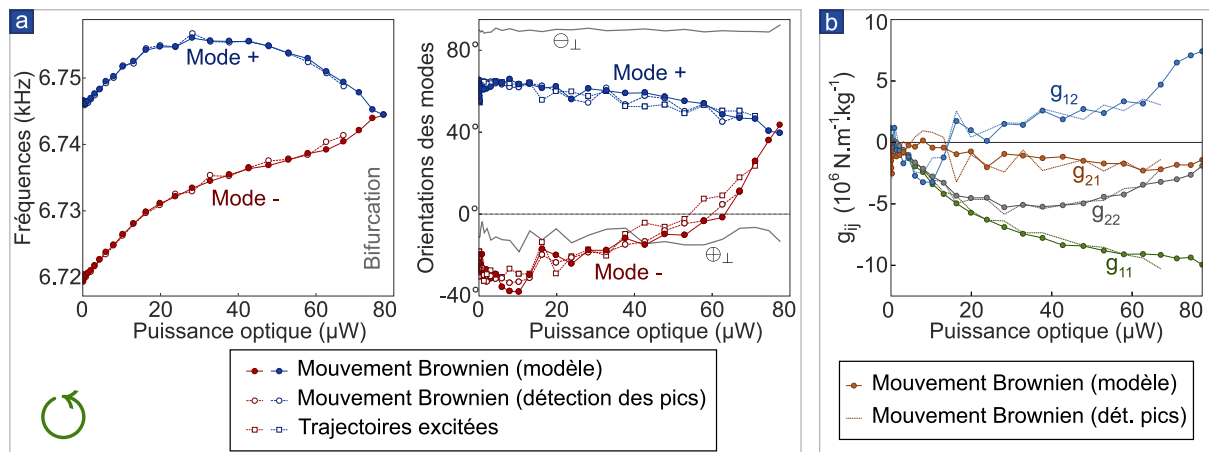 a
Fréquences (kHz)
6.75
6.74
6.73
6.72
Mode +
Mode -
Bifurcation
0
20
40
60
80
Puissance optique (µW)
Orientations des modes
80°
40°
0°
-40°
⊖⊥
Mode +
Mode -
⊕⊥
0
20
40
60
80
Puissance optique (µW)
Mouvement Brownien (modèle)
Mouvement Brownien (détection des pics)
Trajectoires excitées
b
gij (10⁶ N.m⁻¹.kg⁻¹)
10
5
0
-5
-10
g12
g21
g22
g11
0
20
40
60
80
Puissance optique (µW)
Mouvement Brownien (modèle)
Mouvement Brownien (dét. pics)